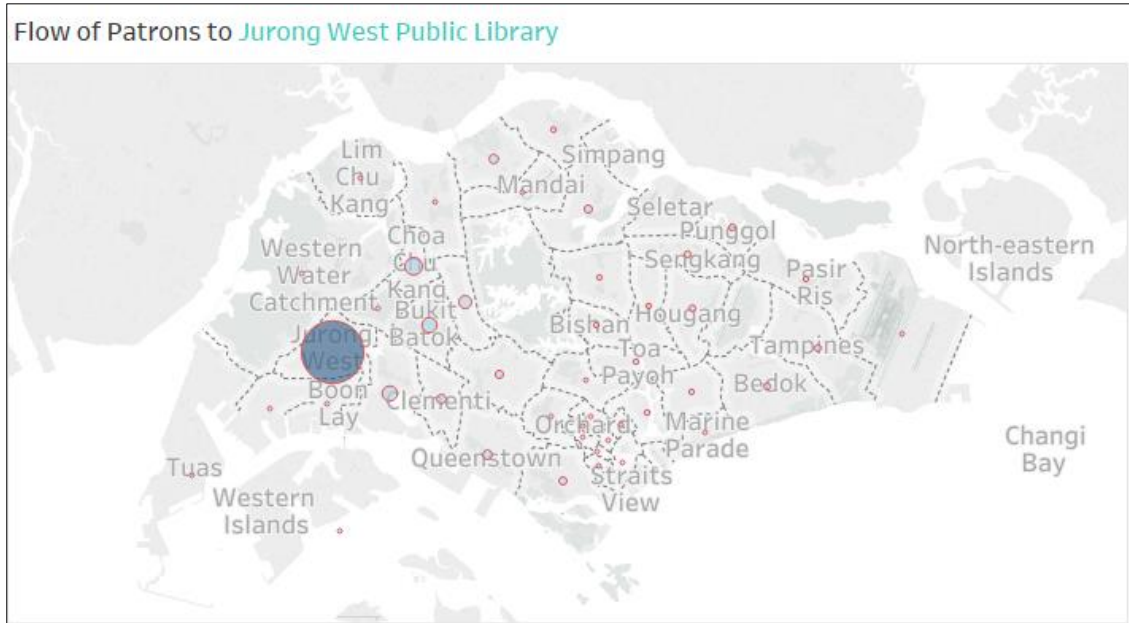 Flow of Patrons to Jurong West Public Library
Simpang
Lim
Chu
Kang
Mandai
Seletar
Punggol
Choa
Chu
Kang
Sengkang
North-eastern
Islands
Western
Water
Catchment
Pasir
Ris
Bukit
Batok
Bishan
Hougang
Jurong
West
Toa
Payoh
Tampines
Boon
Lay
Clementi
Bedok
Orchard
Marine
Parade
Changi
Bay
Queenstown
Tuas
Straits
View
Western
Islands